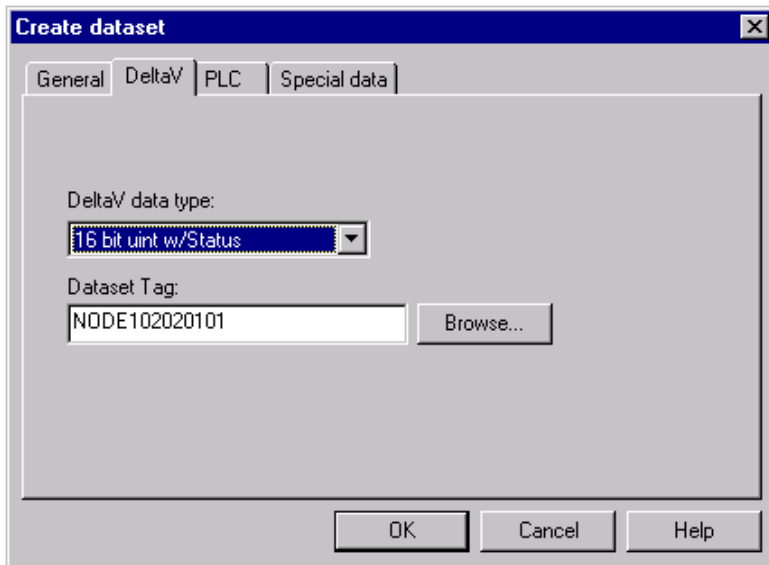 Create dataset
General DeltaV PLC Special data
DeltaV data type:
16 bit uint w/Status
Dataset Tag:
NODE102020101 Browse...
OK Cancel Help